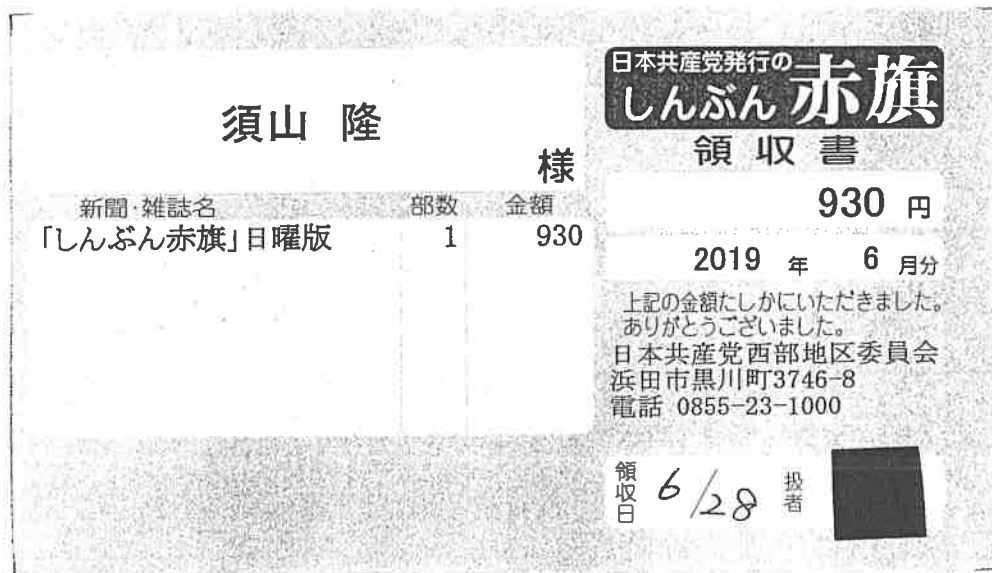 須山 隆
様
新聞・雑誌名 部数 金額
「しんぶん赤旗」日曜版 1 930
日本共産党発行の
しんぶん 赤旗
領収書
930 円
2019 年 6 月分
上記の金額たしかにいただきました。
ありがとうございました。
日本共産党西部地区委員会
浜田市黒川町3746-8
電話 0855-23-1000
領収日 6/28 扱者